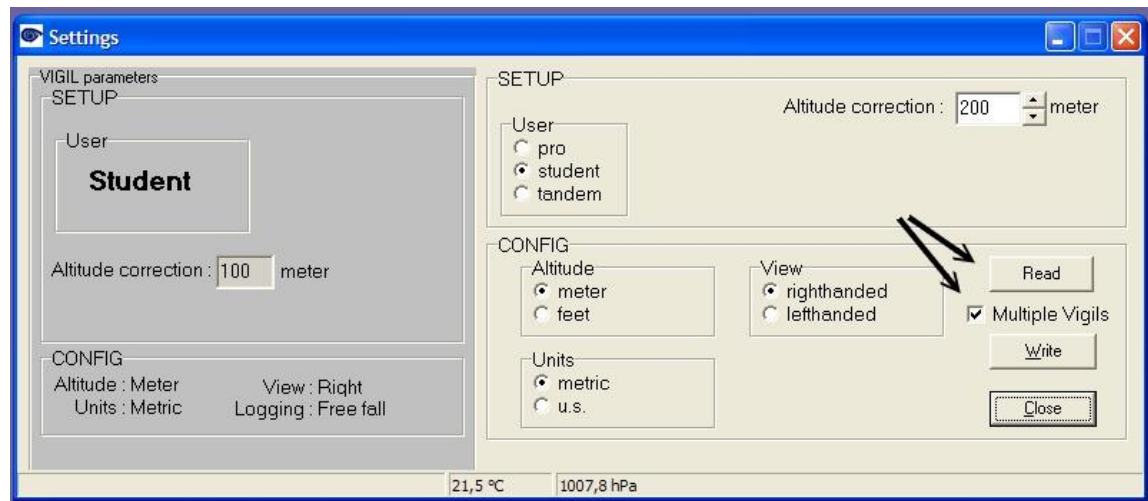 Settings
VIGIL parameters
SETUP
User
Student
Altitude correction : 100 meter
CONFIG
Altitude : Meter View : Right
Units : Metric Logging : Free fall
SETUP
Altitude correction : 200 meter
User
pro
student
tandem
CONFIG
Altitude
meter
feet
View
righthanded
lefthanded
Read
Multiple Vigils
Write
Units
metric
u.s.
Close
21,5 °C 1007,8 hPa